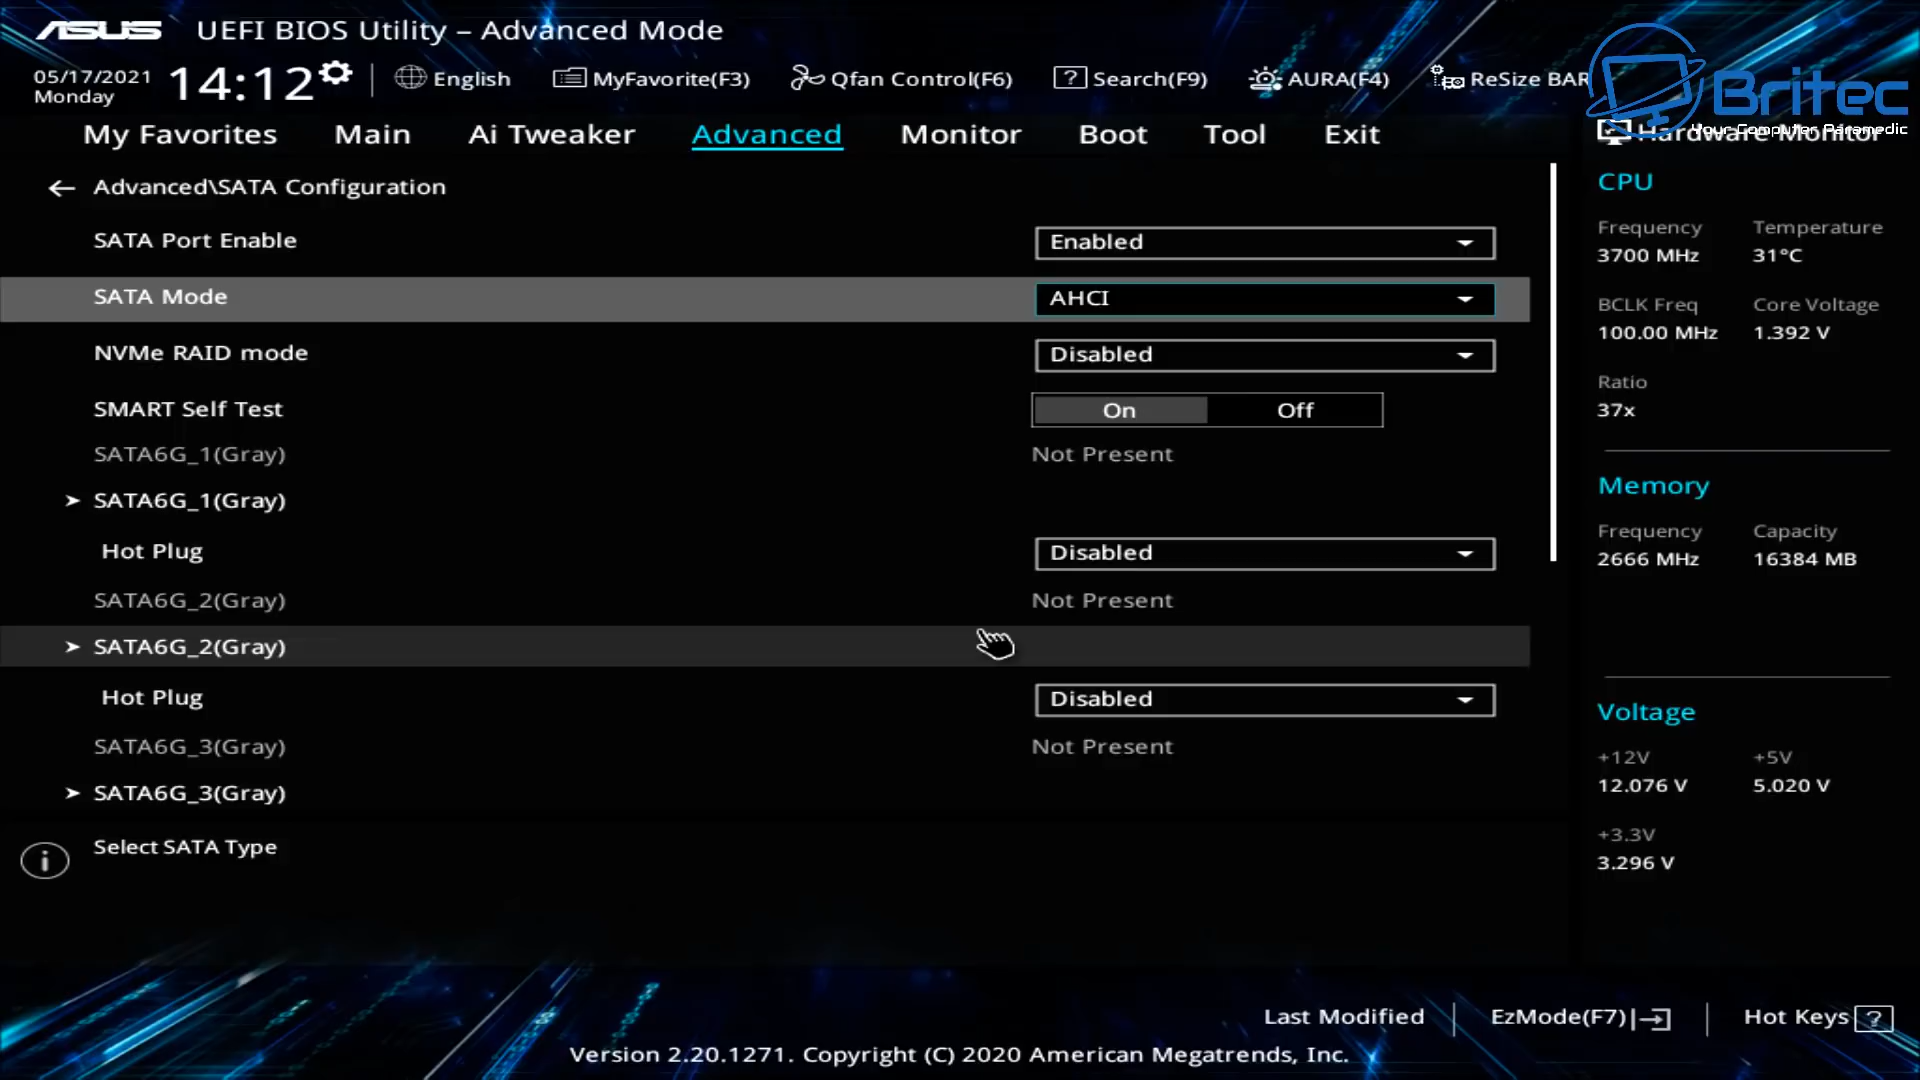 ASUS UEFI BIOS Utility – Advanced Mode
05/17/2021 Monday 14:12 English MyFavorite(F3) Qfan Control(F6) Search(F9) AURA(F4) ReSize BAR
Britec
Your Computer Paramedic
My Favorites Main Ai Tweaker Advanced Monitor Boot Tool Exit Hardware Monitor
Advanced\SATA Configuration
SATA Port Enable Enabled
SATA Mode AHCI
NVMe RAID mode Disabled
SMART Self Test On Off
SATA6G_1(Gray) Not Present
SATA6G_1(Gray)
Hot Plug Disabled
SATA6G_2(Gray) Not Present
SATA6G_2(Gray)
Hot Plug Disabled
SATA6G_3(Gray) Not Present
SATA6G_3(Gray)
Select SATA Type
CPU
Frequency Temperature
3700 MHz 31°C
BCLK Freq Core Voltage
100.00 MHz 1.392 V
Ratio
37x
Memory
Frequency Capacity
2666 MHz 16384 MB
Voltage
+12V +5V
12.076 V 5.020 V
+3.3V
3.296 V
Last Modified EzMode(F7) Hot Keys ?
Version 2.20.1271. Copyright (C) 2020 American Megatrends, Inc.